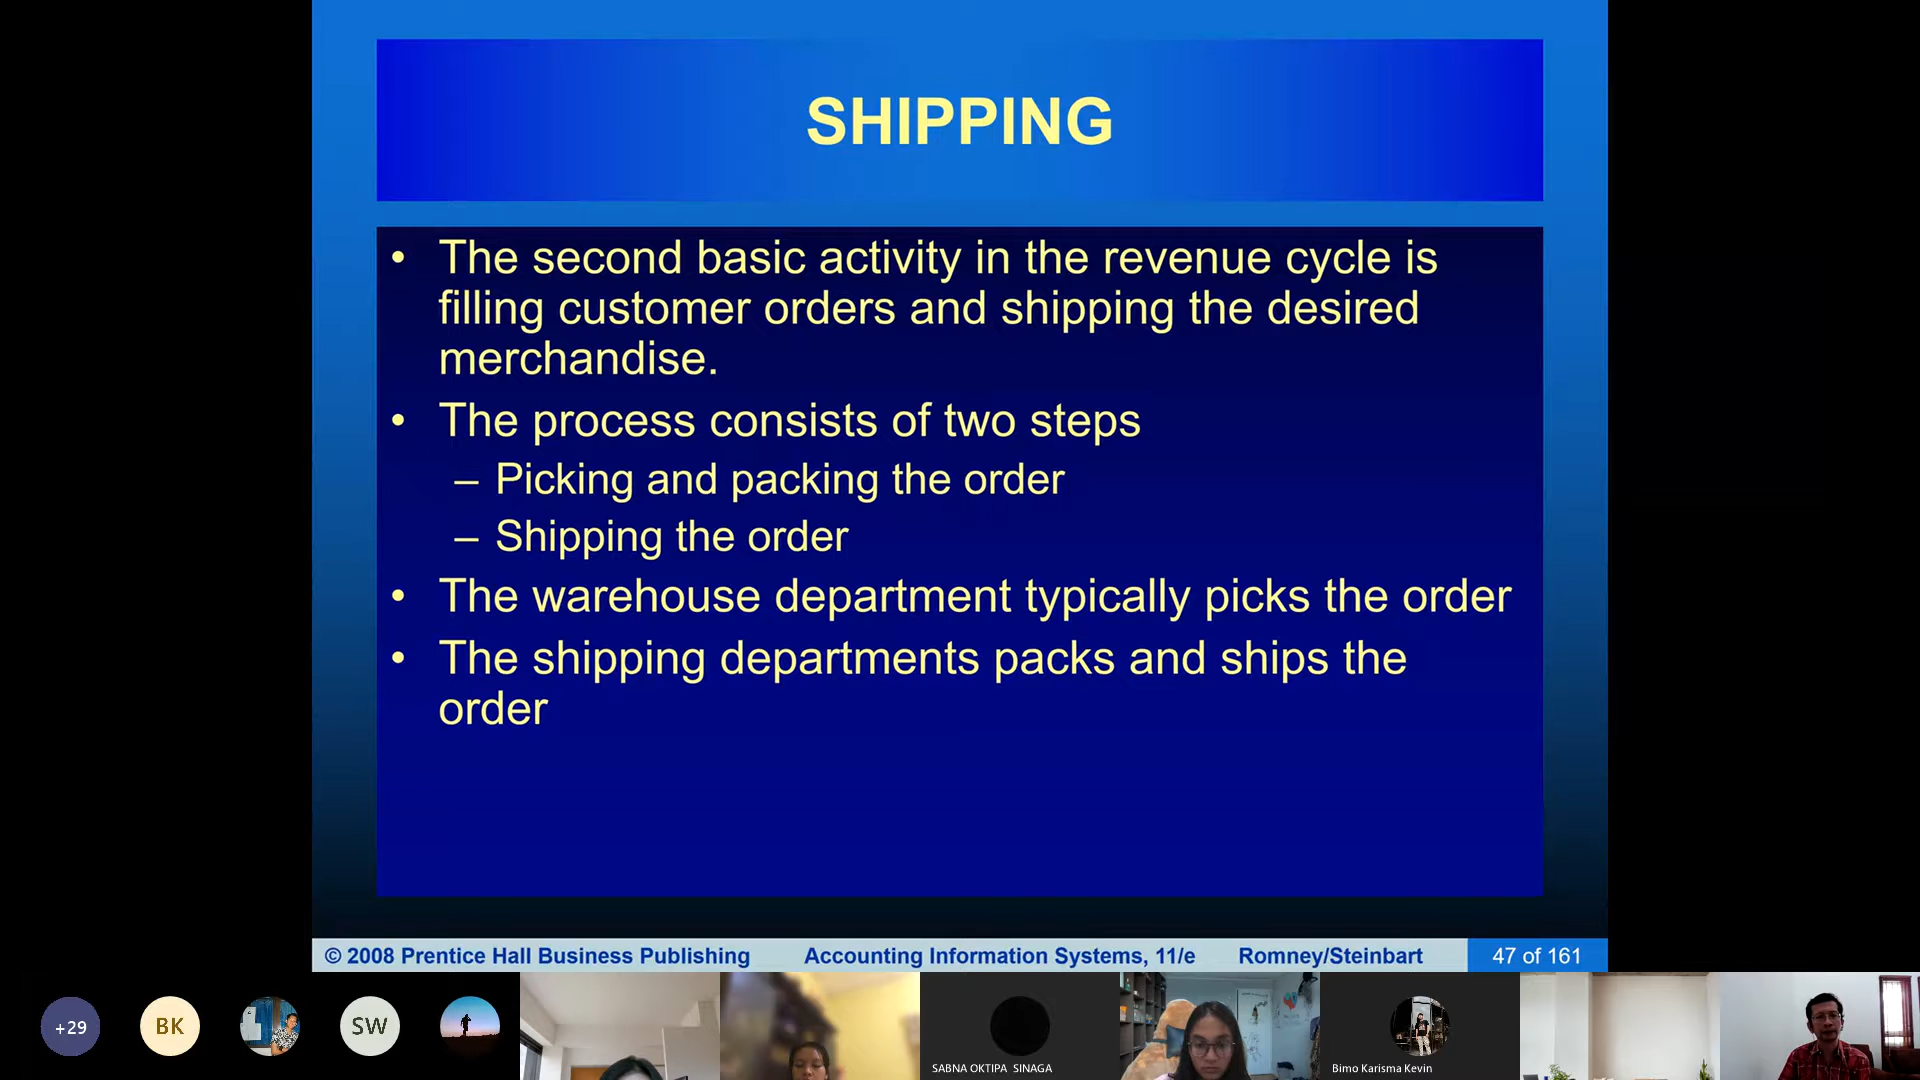 SHIPPING
• The second basic activity in the revenue cycle is
filling customer orders and shipping the desired
merchandise.
• The process consists of two steps
– Picking and packing the order
– Shipping the order
• The warehouse department typically picks the order
• The shipping departments packs and ships the
order
© 2008 Prentice Hall Business Publishing Accounting Information Systems, 11/e Romney/Steinbart 47 of 161
+29 BK SW
SABNA OKTIPA SINAGA Bimo Karisma Kevin